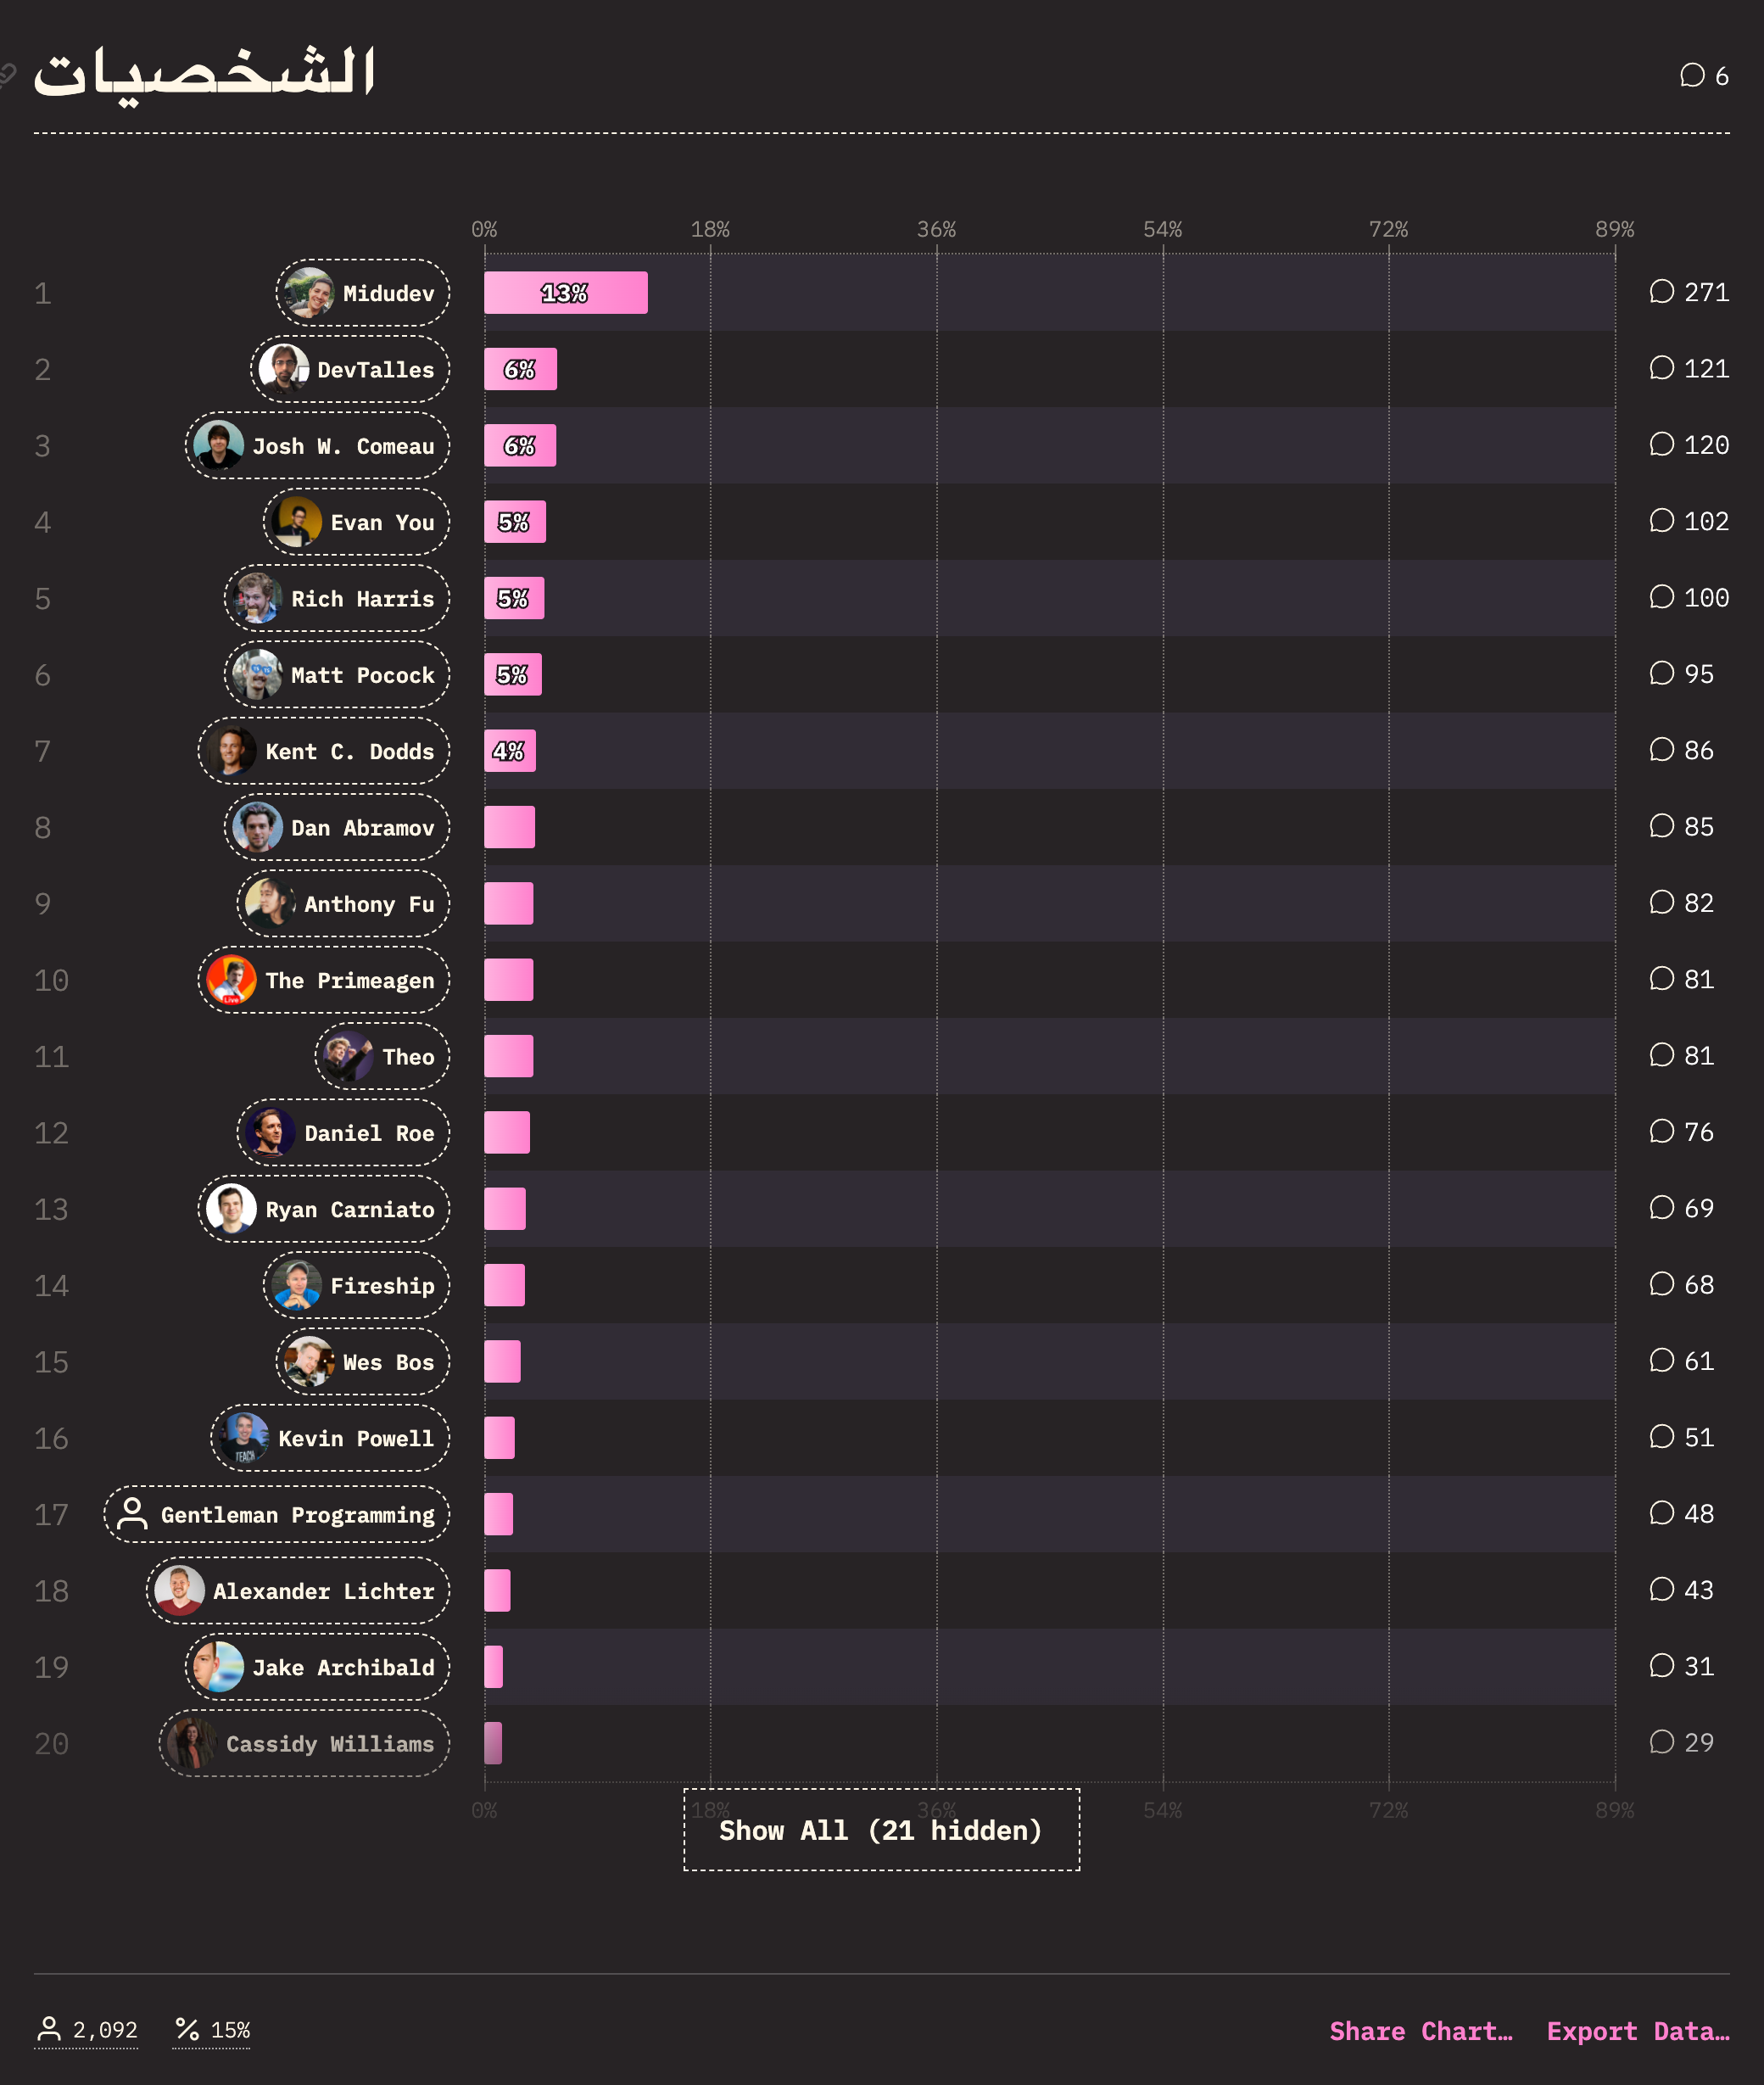 الشخصيات
6
0% 18% 36% 54% 72% 89%
1 Midudev 13% 271
2 DevTalles 6% 121
3 Josh W. Comeau 6% 120
4 Evan You 5% 102
5 Rich Harris 5% 100
6 Matt Pocock 5% 95
7 Kent C. Dodds 4% 86
8 Dan Abramov 85
9 Anthony Fu 82
10 Live The Primeagen 81
11 Theo 81
12 Daniel Roe 76
13 Ryan Carniato 69
14 Fireship 68
15 Wes Bos 61
16 TEACH Kevin Powell 51
17 Gentleman Programming 48
18 Alexander Lichter 43
19 Jake Archibald 31
20 Cassidy Williams 29
0% 18% 36% 54% 72% 89%
Show All (21 hidden)
2,092 % 15% Share Chart… Export Data…